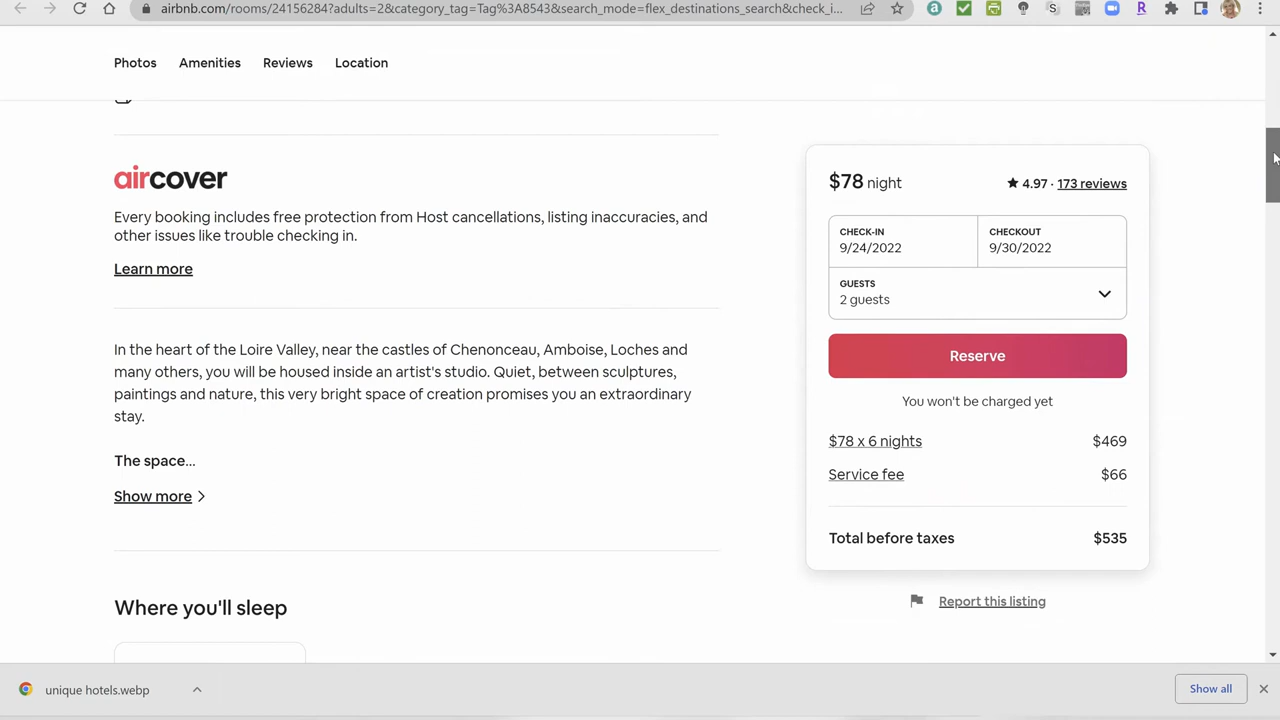 airbnb.com/rooms/24156284?adults=2&category_tag=Tag%3A8543&search_mode=flex_destinations_search&check_i...
Photos Amenities Reviews Location
aircover
Every booking includes free protection from Host cancellations, listing inaccuracies, and
other issues like trouble checking in.
Learn more
In the heart of the Loire Valley, near the castles of Chenonceau, Amboise, Loches and
many others, you will be housed inside an artist's studio. Quiet, between sculptures,
paintings and nature, this very bright space of creation promises you an extraordinary
stay.
The space...
Show more
Where you'll sleep
$78 night ★ 4.97 · 173 reviews
CHECK-IN CHECKOUT
9/24/2022 9/30/2022
GUESTS
2 guests
Reserve
You won't be charged yet
$78 x 6 nights $469
Service fee $66
Total before taxes $535
Report this listing
unique hotels.webp Show all